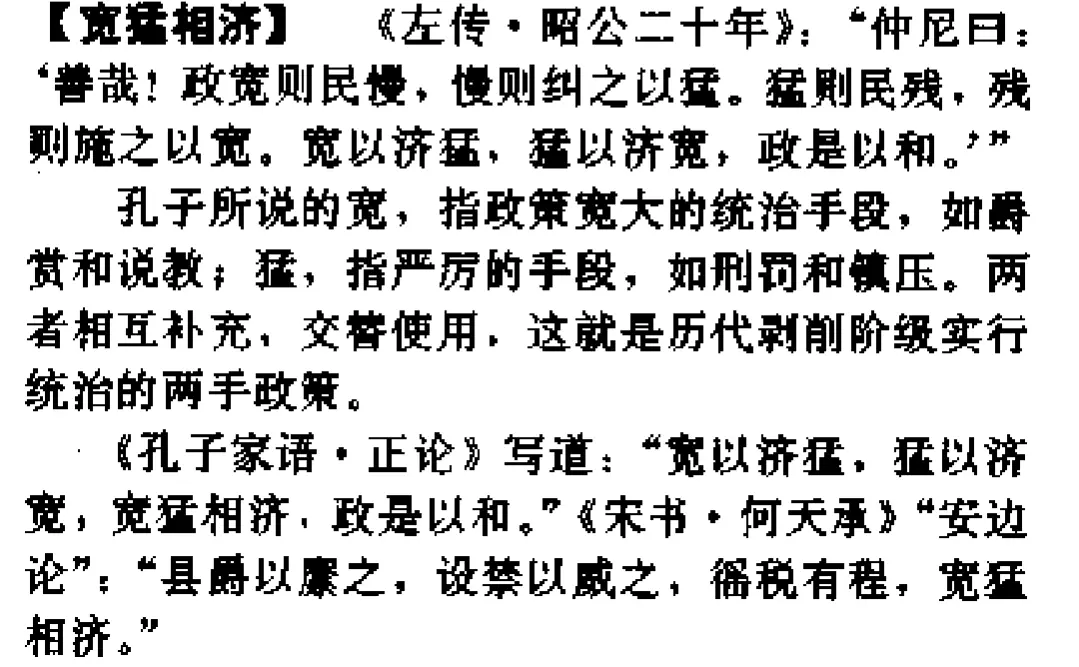 【宽猛相济】 《左传·昭公二十年》：“仲尼曰：
‘善哉！政宽则民慢，慢则纠之以猛。猛则民残，残
则施之以宽。宽以济猛，猛以济宽，政是以和。’”
孔子所说的宽，指政策宽大的统治手段，如爵
赏和说教；猛，指严厉的手段，如刑罚和镇压。两
者相互补充，交替使用，这就是历代剥削阶级实行
统治的两手政策。
《孔子家语·正论》写道：“宽以济猛，猛以济
宽，宽猛相济，政是以和。”《宋书·何天承》“安边
论”：“县爵以縻之，设禁以威之，徭税有程，宽猛
相济。”